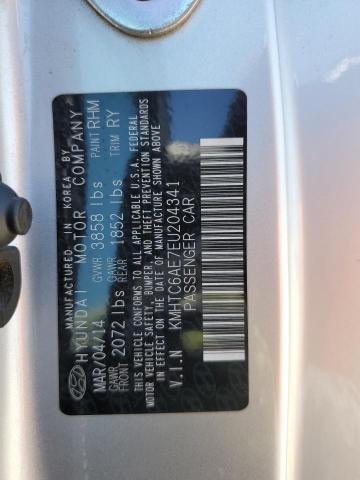 MANUFACTURED IN KOREA BY
HYUNDAI MOTOR COMPANY
MAR/04/14 GVWR 3858 lbs PAINT RHM
GAWR FRONT 2072 lbs GAWR REAR 1852 lbs TRIM RY
THIS VEHICLE CONFORMS TO ALL APPLICABLE FEDERAL
MOTOR VEHICLE SAFETY, BUMPER, AND THEFT PREVENTION STANDARDS
IN EFFECT ON THE DATE OF MANUFACTURE SHOWN ABOVE
V.I.N KMHTC6AE7EU204341
PASSENGER CAR